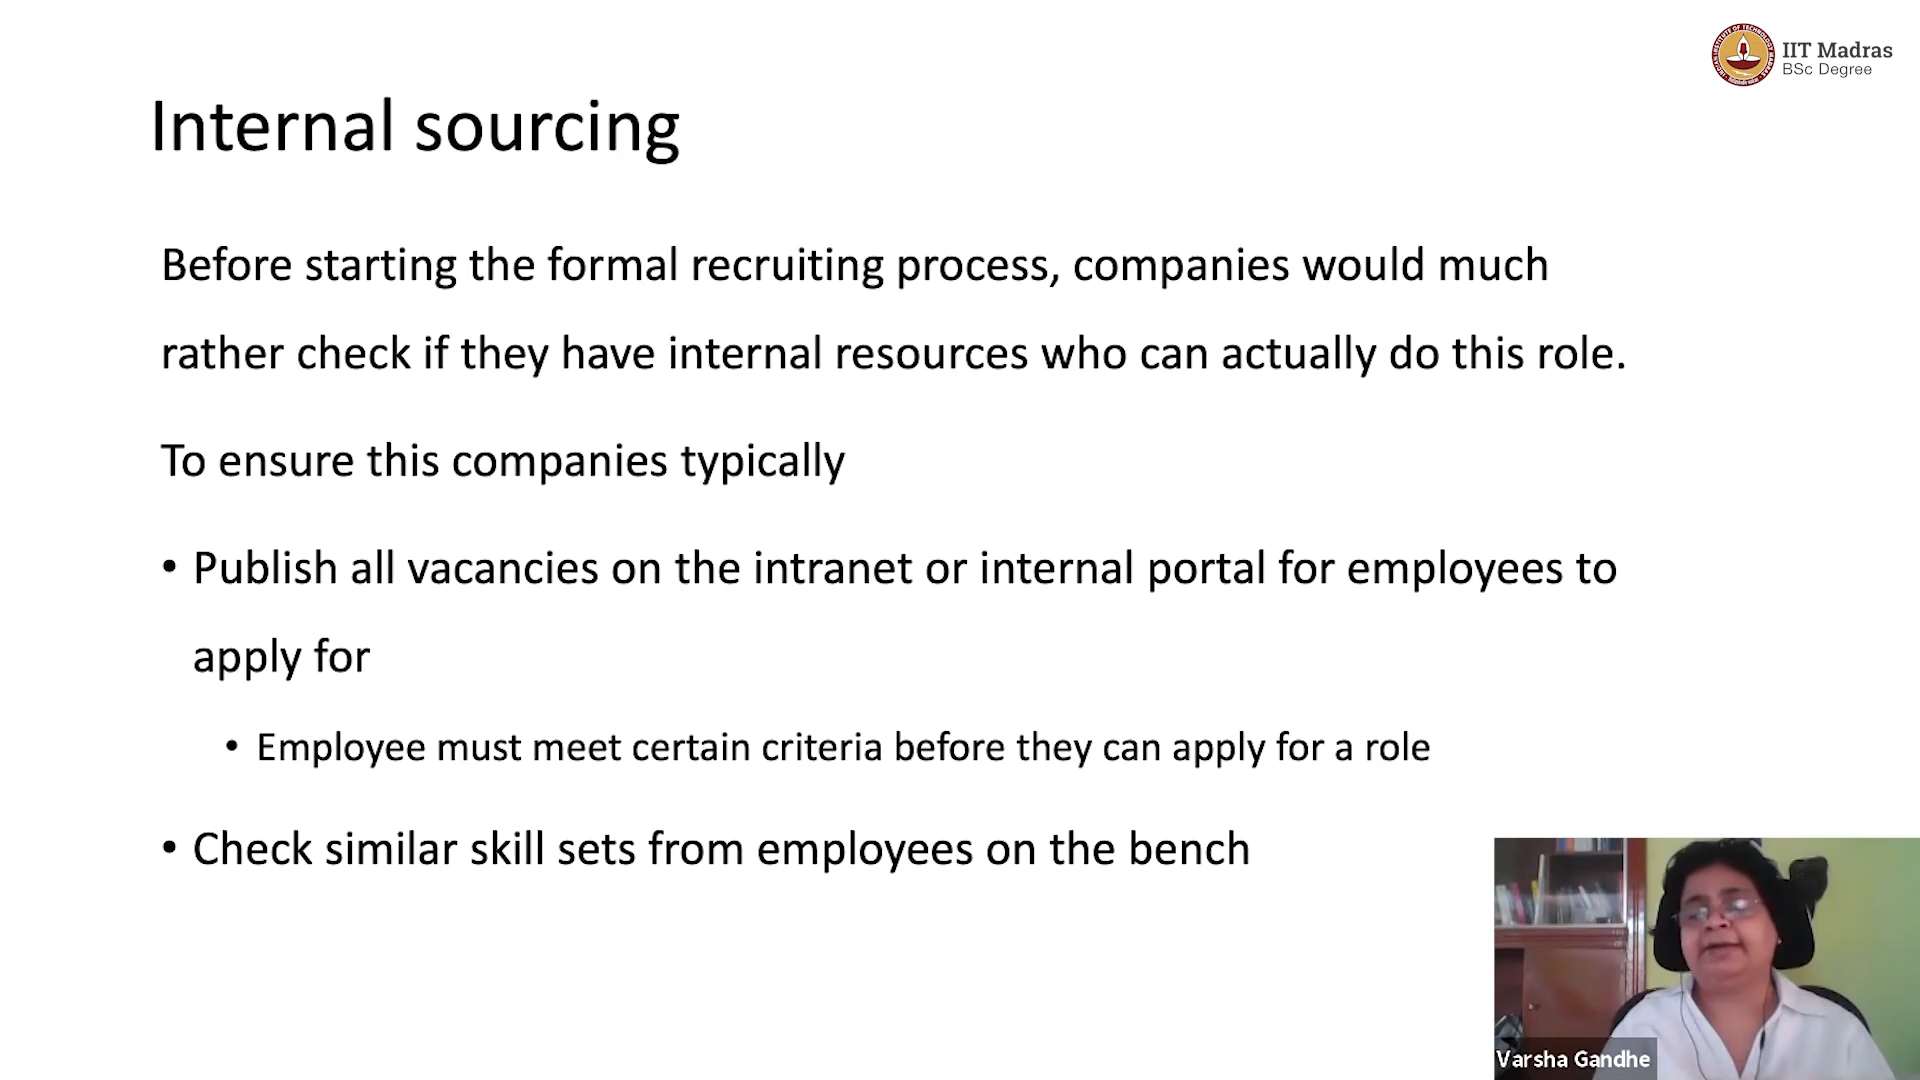 IIT Madras
BSc Degree
Internal sourcing
Before starting the formal recruiting process, companies would much
rather check if they have internal resources who can actually do this role.
To ensure this companies typically
• Publish all vacancies on the intranet or internal portal for employees to
apply for
• Employee must meet certain criteria before they can apply for a role
• Check similar skill sets from employees on the bench
Varsha Gandhe